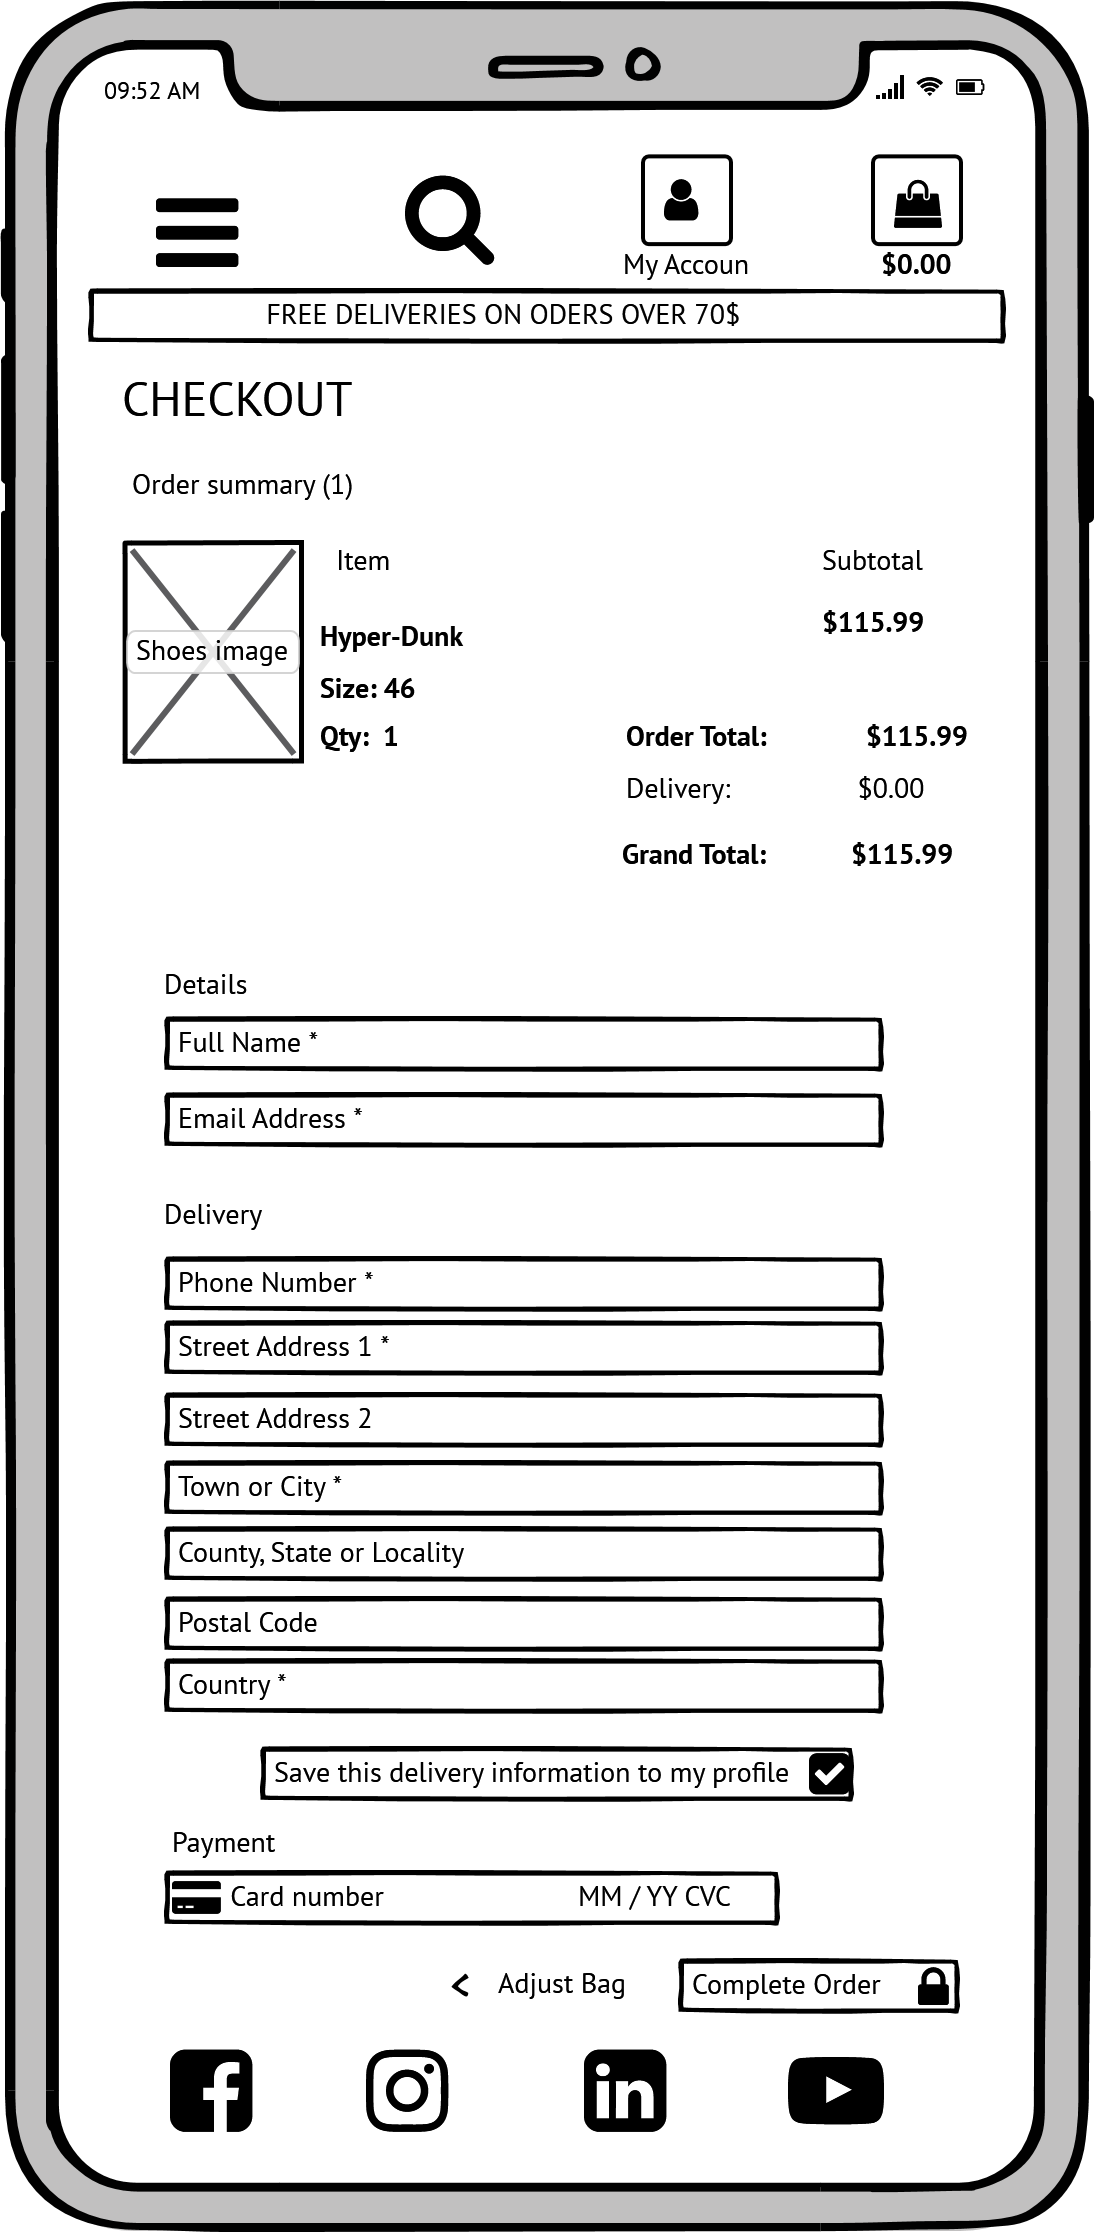 09:52 AM
My Accoun
$0.00
FREE DELIVERIES ON ODERS OVER 70$
CHECKOUT
Order summary (1)
Item Subtotal
Shoes image
Hyper-Dunk $115.99
Size: 46
Qty: 1
Order Total: $115.99
Delivery: $0.00
Grand Total: $115.99
Details
Full Name *
Email Address *
Delivery
Phone Number *
Street Address 1 *
Street Address 2
Town or City *
County, State or Locality
Postal Code
Country *
Save this delivery information to my profile
Payment
Card number MM / YY CVC
< Adjust Bag Complete Order